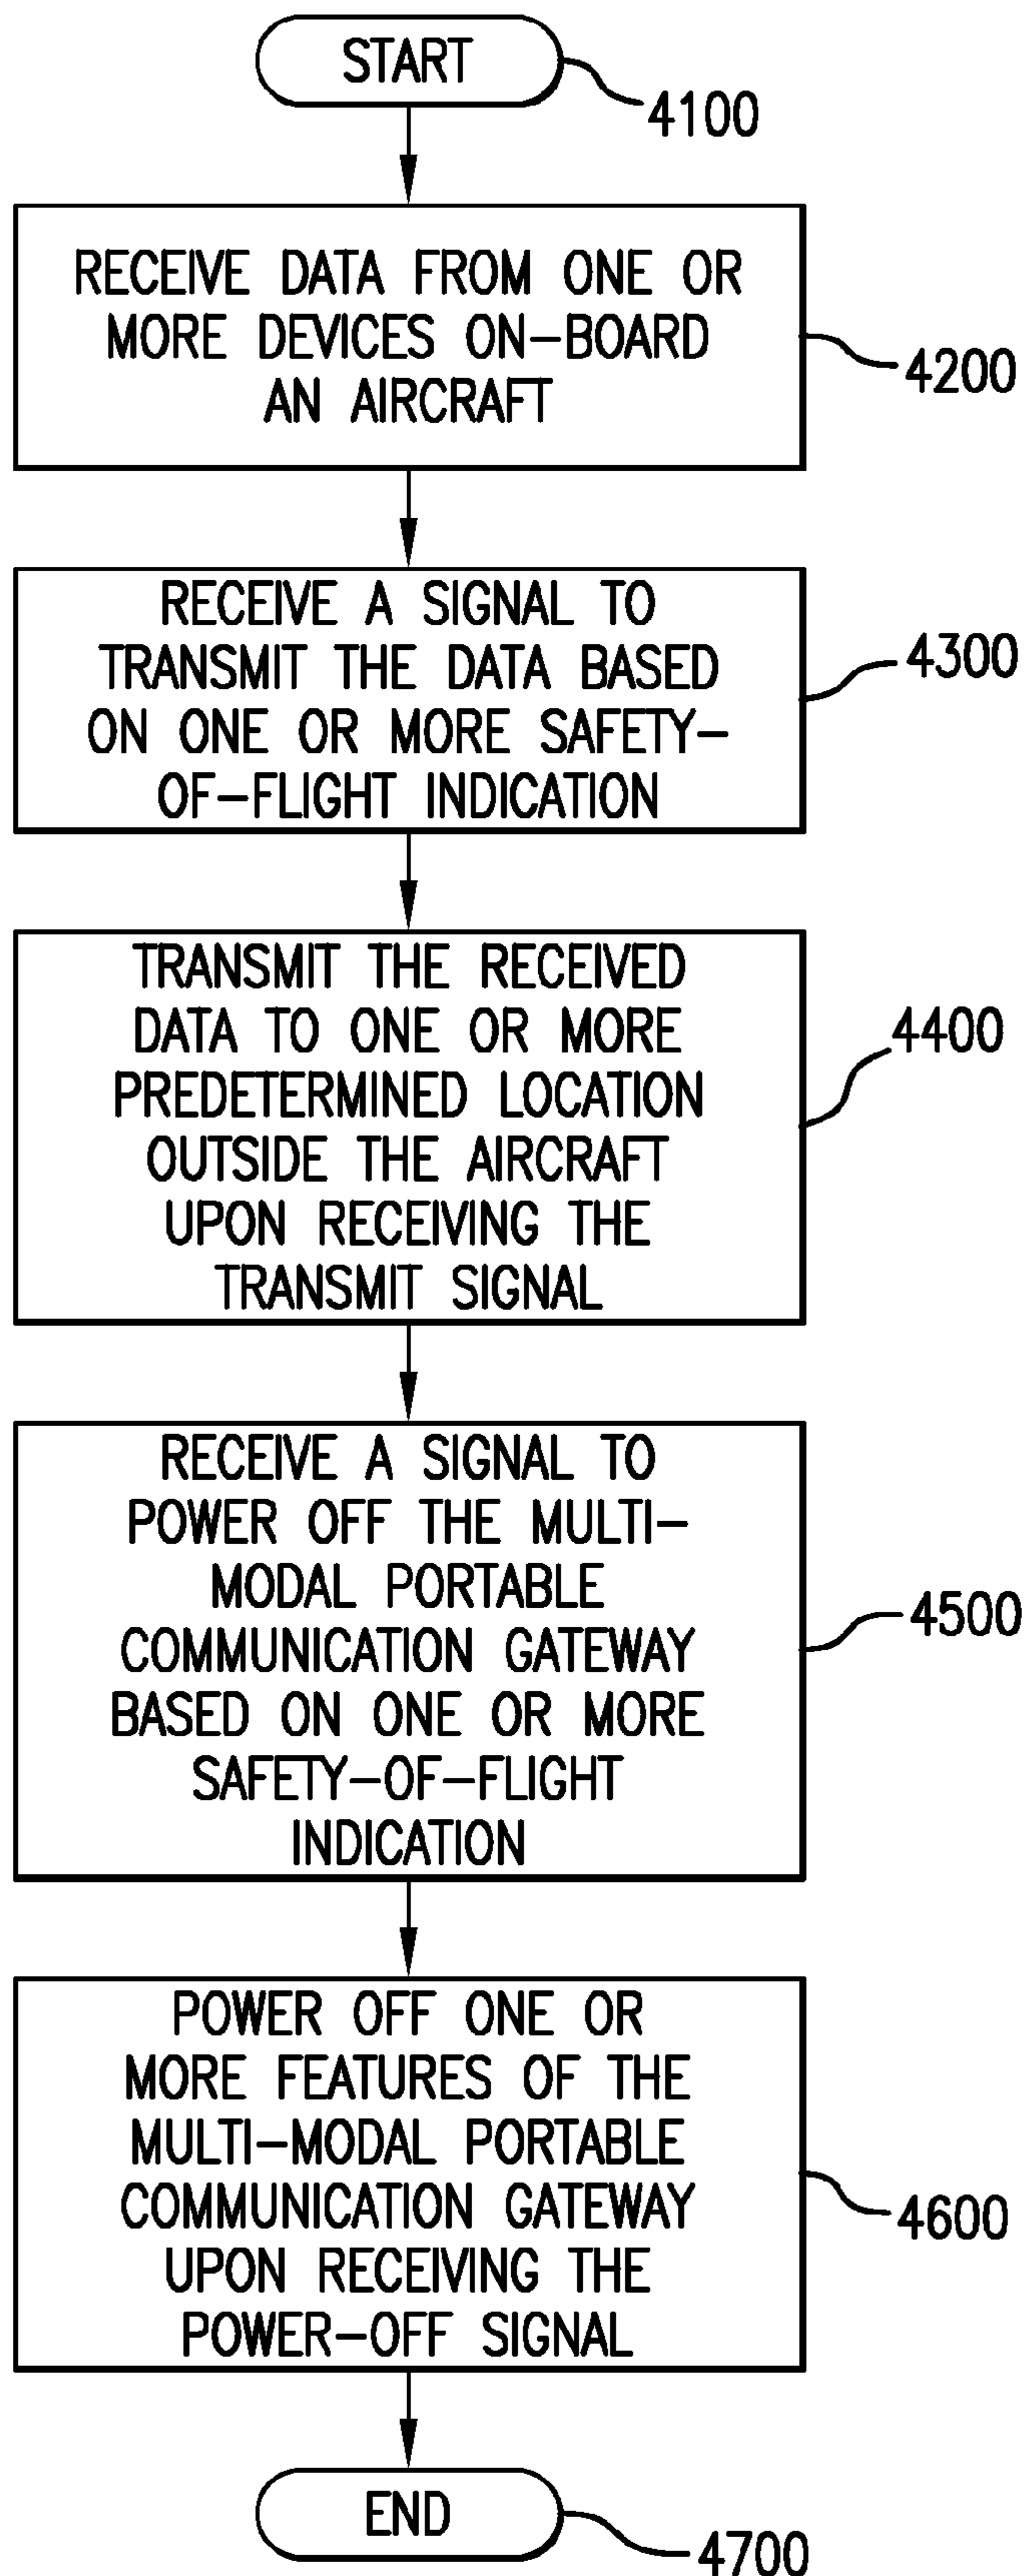 START
4100
RECEIVE DATA FROM ONE OR
MORE DEVICES ON-BOARD
AN AIRCRAFT
4200
RECEIVE A SIGNAL TO
TRANSMIT THE DATA BASED
ON ONE OR MORE SAFETY-
OF-FLIGHT INDICATION
4300
TRANSMIT THE RECEIVED
DATA TO ONE OR MORE
PREDETERMINED LOCATION
OUTSIDE THE AIRCRAFT
UPON RECEIVING THE
TRANSMIT SIGNAL
4400
RECEIVE A SIGNAL TO
POWER OFF THE MULTI-
MODAL PORTABLE
COMMUNICATION GATEWAY
BASED ON ONE OR MORE
SAFETY-OF-FLIGHT
INDICATION
4500
POWER OFF ONE OR
MORE FEATURES OF THE
MULTI-MODAL PORTABLE
COMMUNICATION GATEWAY
UPON RECEIVING THE
POWER-OFF SIGNAL
4600
END
4700